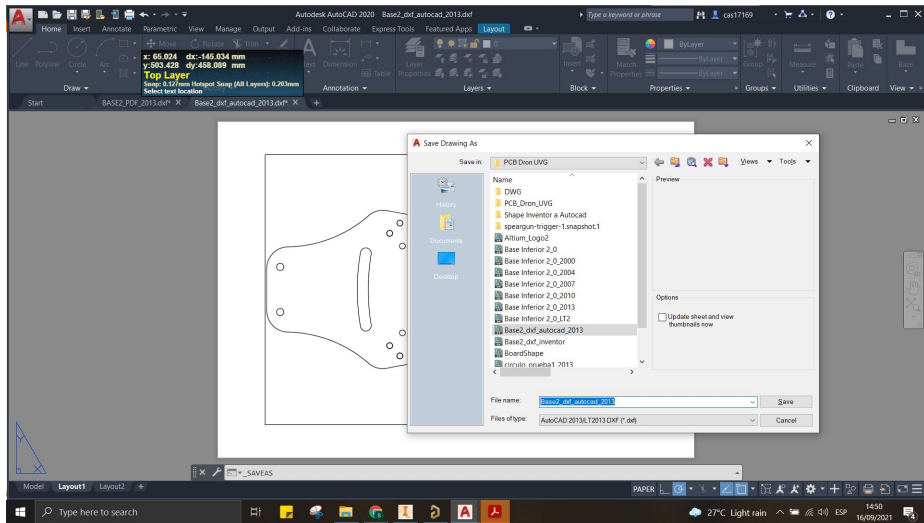 Autodesk AutoCAD 2020 Base2_dxf_autocad_2013.dxf
Type a keyword or phrase
cas17169
Home Insert Annotate Parametric View Manage Output Add-ins Collaborate Express Tools Featured Apps Layout
x: 65.024 dx:-145.034 mm
y:503.428 dy:458.089 mm
Top Layer
Snap: 0.127mm Hotspot Snap (All Layers): 0.203mm
Select text location
Line Polyline Circle Arc
Move Rotate Trim
Text Dimension
Table
Layer
Properties
0
Insert
Match
Properties
ByLayer
ByLayer
ByLayer
Group
Measure
Paste
Base
Draw
Annotation
Layers
Block
Properties
Groups
Utilities
Clipboard
View
Start
BASE2_PDF_2013.dxf*
Base2_dxf_autocad_2013.dxf*
Save Drawing As
Save in:
PCB Dron UVG
Views
Tools
History
Documents
Desktop
Name
DWG
PCB_Dron_UVG
Shape Inventor a Autocad
speargun-trigger-1.snapshot.1
Altium_Logo2
Base Inferior 2_0
Base Inferior 2_0_2000
Base Inferior 2_0_2004
Base Inferior 2_0_2007
Base Inferior 2_0_2010
Base Inferior 2_0_2013
Base Inferior 2_0_LT2
Base2_dxf_autocad_2013
Base2_dxf_inventor
BoardShape
circulo_prueba1_2013
Preview
Options
Update sheet and view
thumbnails now
File name:
Base2_dxf_autocad_2013
Save
Files of type:
AutoCAD 2013/LT2013 DXF (*.dxf)
Cancel
Y
X
_SAVEAS
Model Layout1 Layout2 +
PAPER
Type here to search
27°C Light rain
ESP
14:50
16/09/2021